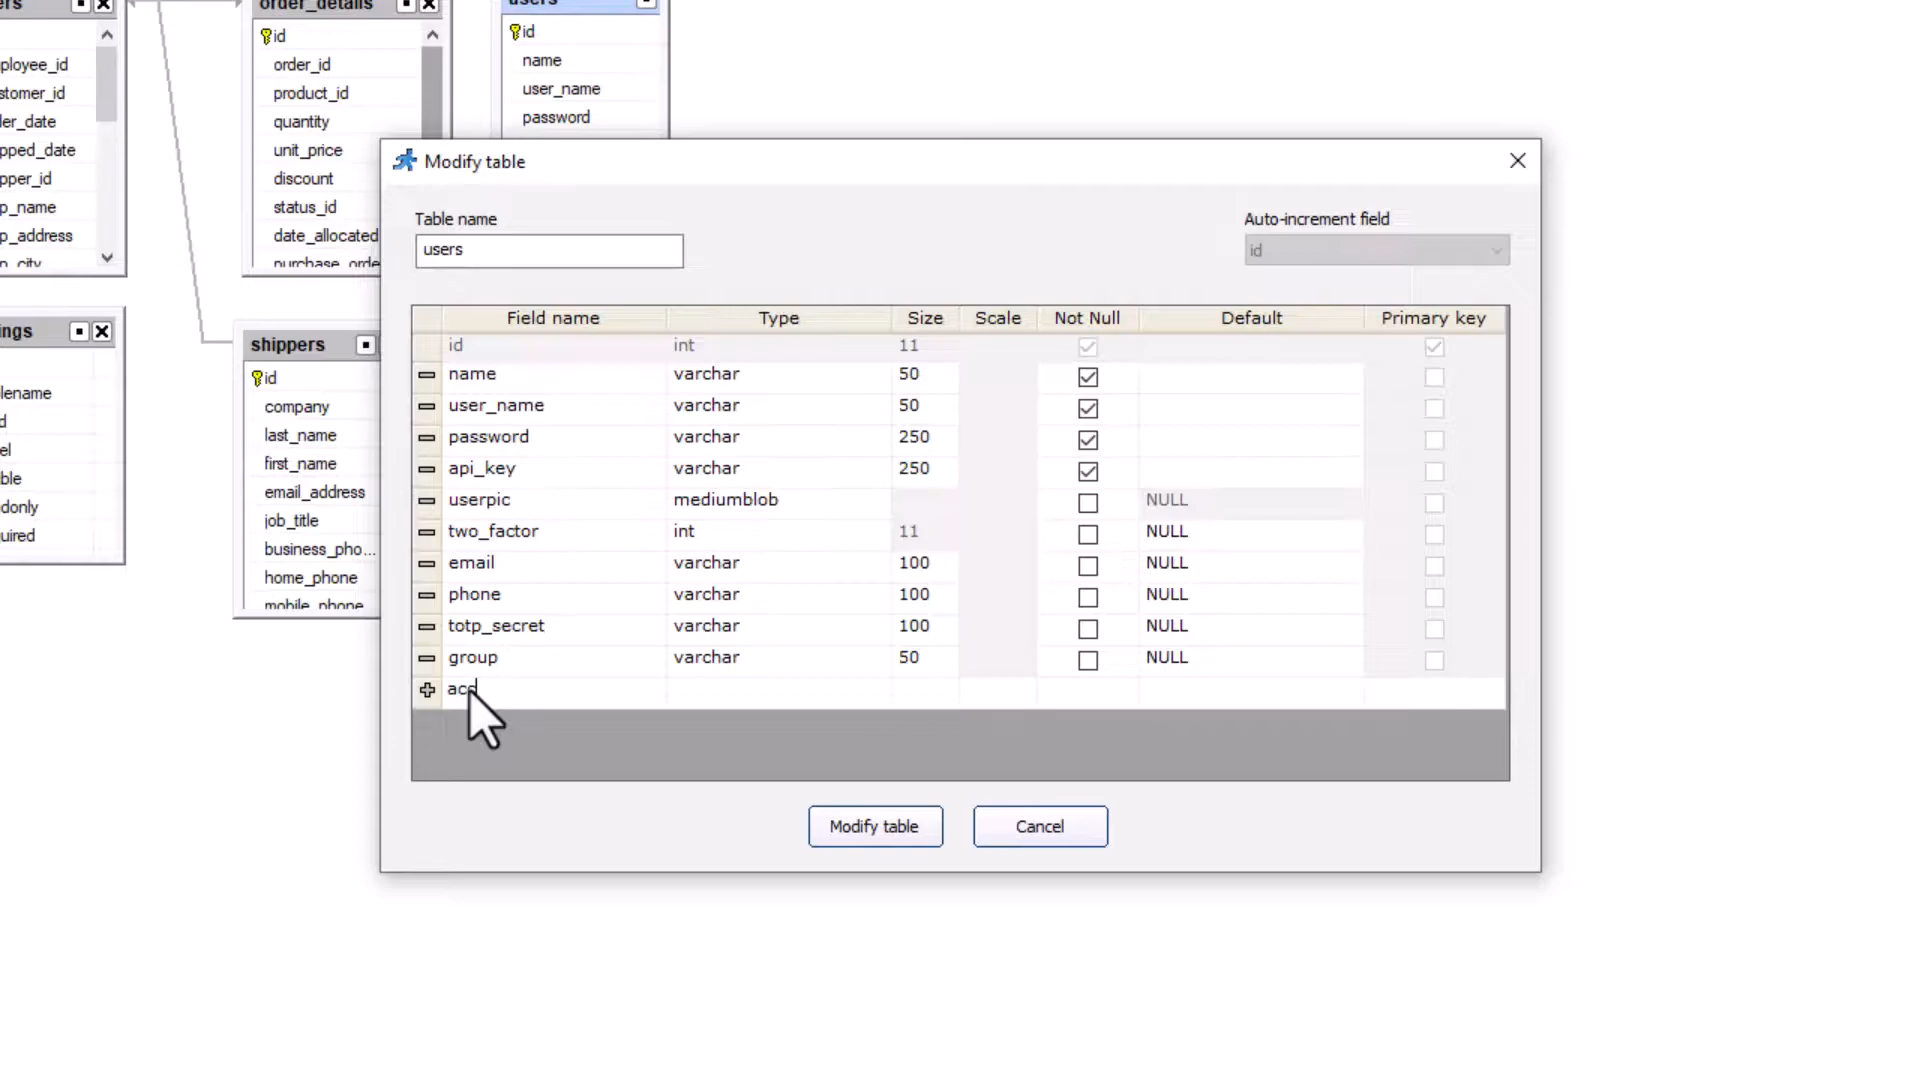 ers
ployee_id
stomer_id
ler_date
pped_date
pper_id
p_name
p_address
order_details
id
order_id
product_id
quantity
unit_price
discount
status_id
date_allocated
purchase_orde
users
id
name
user_name
password
ings
lename
d
el
ble
donly
uired
shippers
id
company
last_name
first_name
email_address
job_title
business_pho...
home_phone
mobile_phone
Modify table
Table name
users
Auto-increment field
id
Field name Type Size Scale Not Null Default Primary key
id int 11
name varchar 50
user_name varchar 50
password varchar 250
api_key varchar 250
userpic mediumblob NULL
two_factor int 11 NULL
email varchar 100 NULL
phone varchar 100 NULL
totp_secret varchar 100 NULL
group varchar 50 NULL
Modify table Cancel